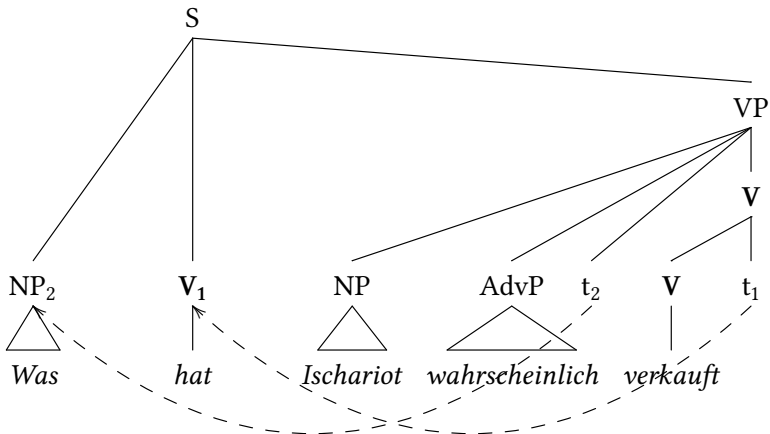 S
VP
V
NP₂ V₁ NP AdvP t₂ V t₁
Was hat Ischariot wahrscheinlich verkauft